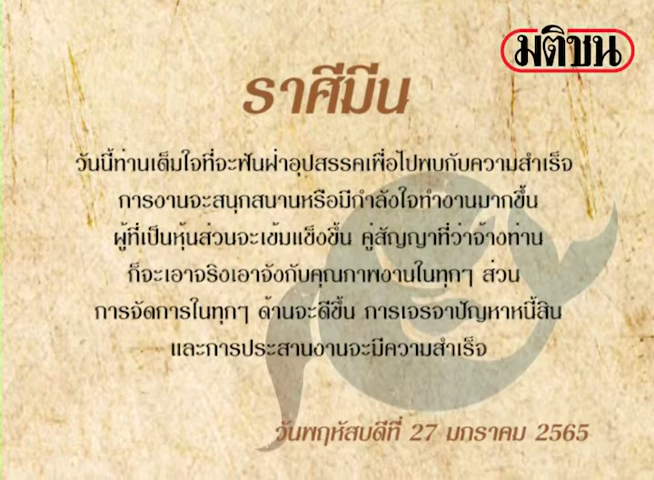 มติชน
ราศีมีน
วันนี้ท่านเต็มใจที่จะฟันฝ่าอุปสรรคเพื่อไปพบกับความสำเร็จ
การงานจะสนุกสนานหรือมีกำลังใจทำงานมากขึ้น
ผู้ที่เป็นหุ้นส่วนจะเข้มแข็งขึ้น คู่สัญญาที่ว่าจ้างท่าน
ก็จะเอาจริงเอาจังกับคุณภาพงานในทุกๆ ส่วน
การจัดการในทุกๆ ด้านจะดีขึ้น การเจรจาปัญหาหนี้สิน
และการประสานงานจะมีความสำเร็จ
วันพฤหัสบดีที่ 27 มกราคม 2565